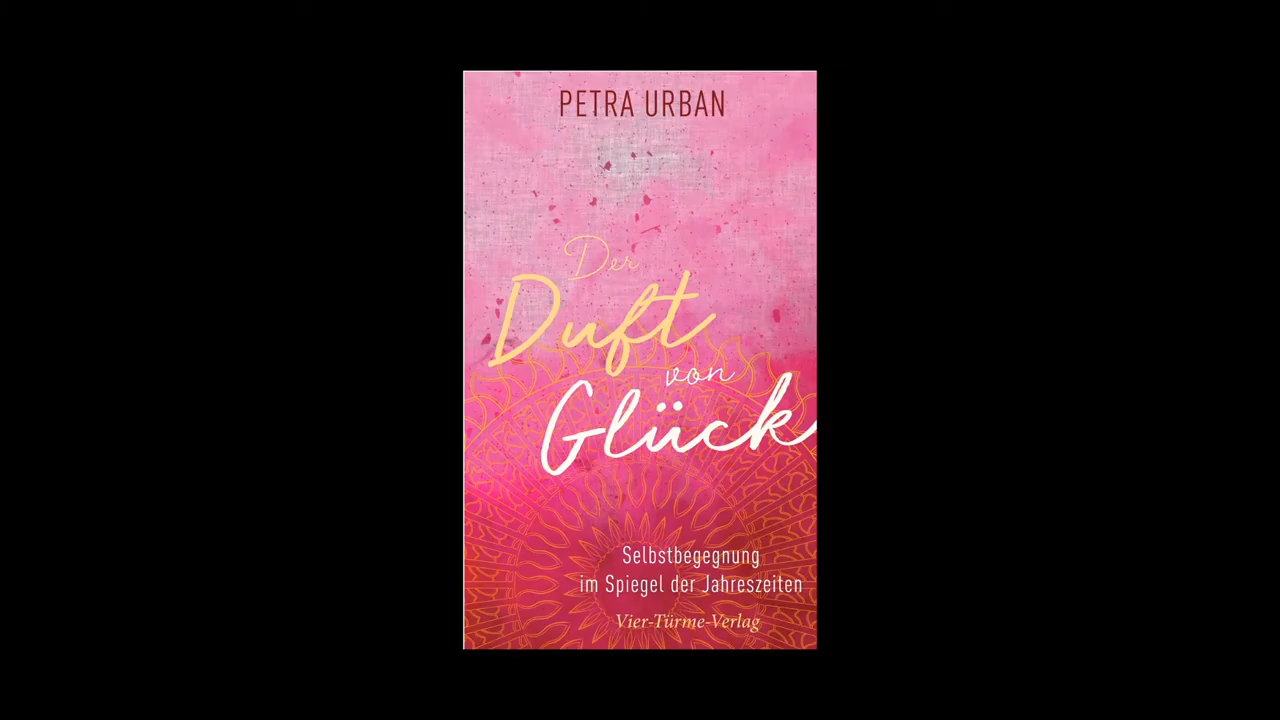 PETRA URBAN
Der
Duft
von
Glück
Selbstbegegnung
im Spiegel der Jahreszeiten
Vier-Türme-Verlag